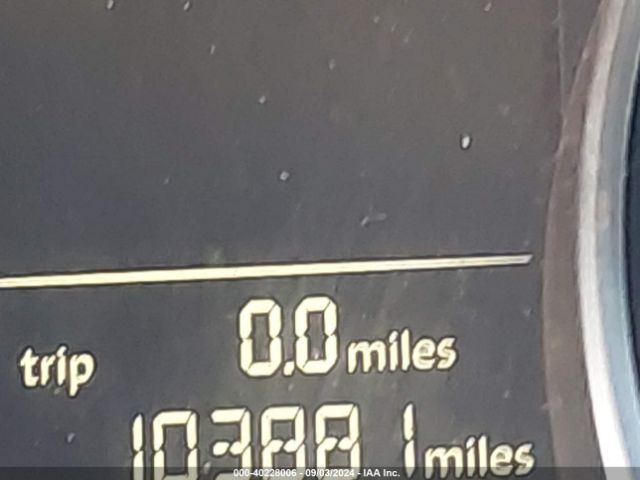 trip 0.0 miles
103881 miles
000-40228006 - 09/03/2024 - IAA Inc.